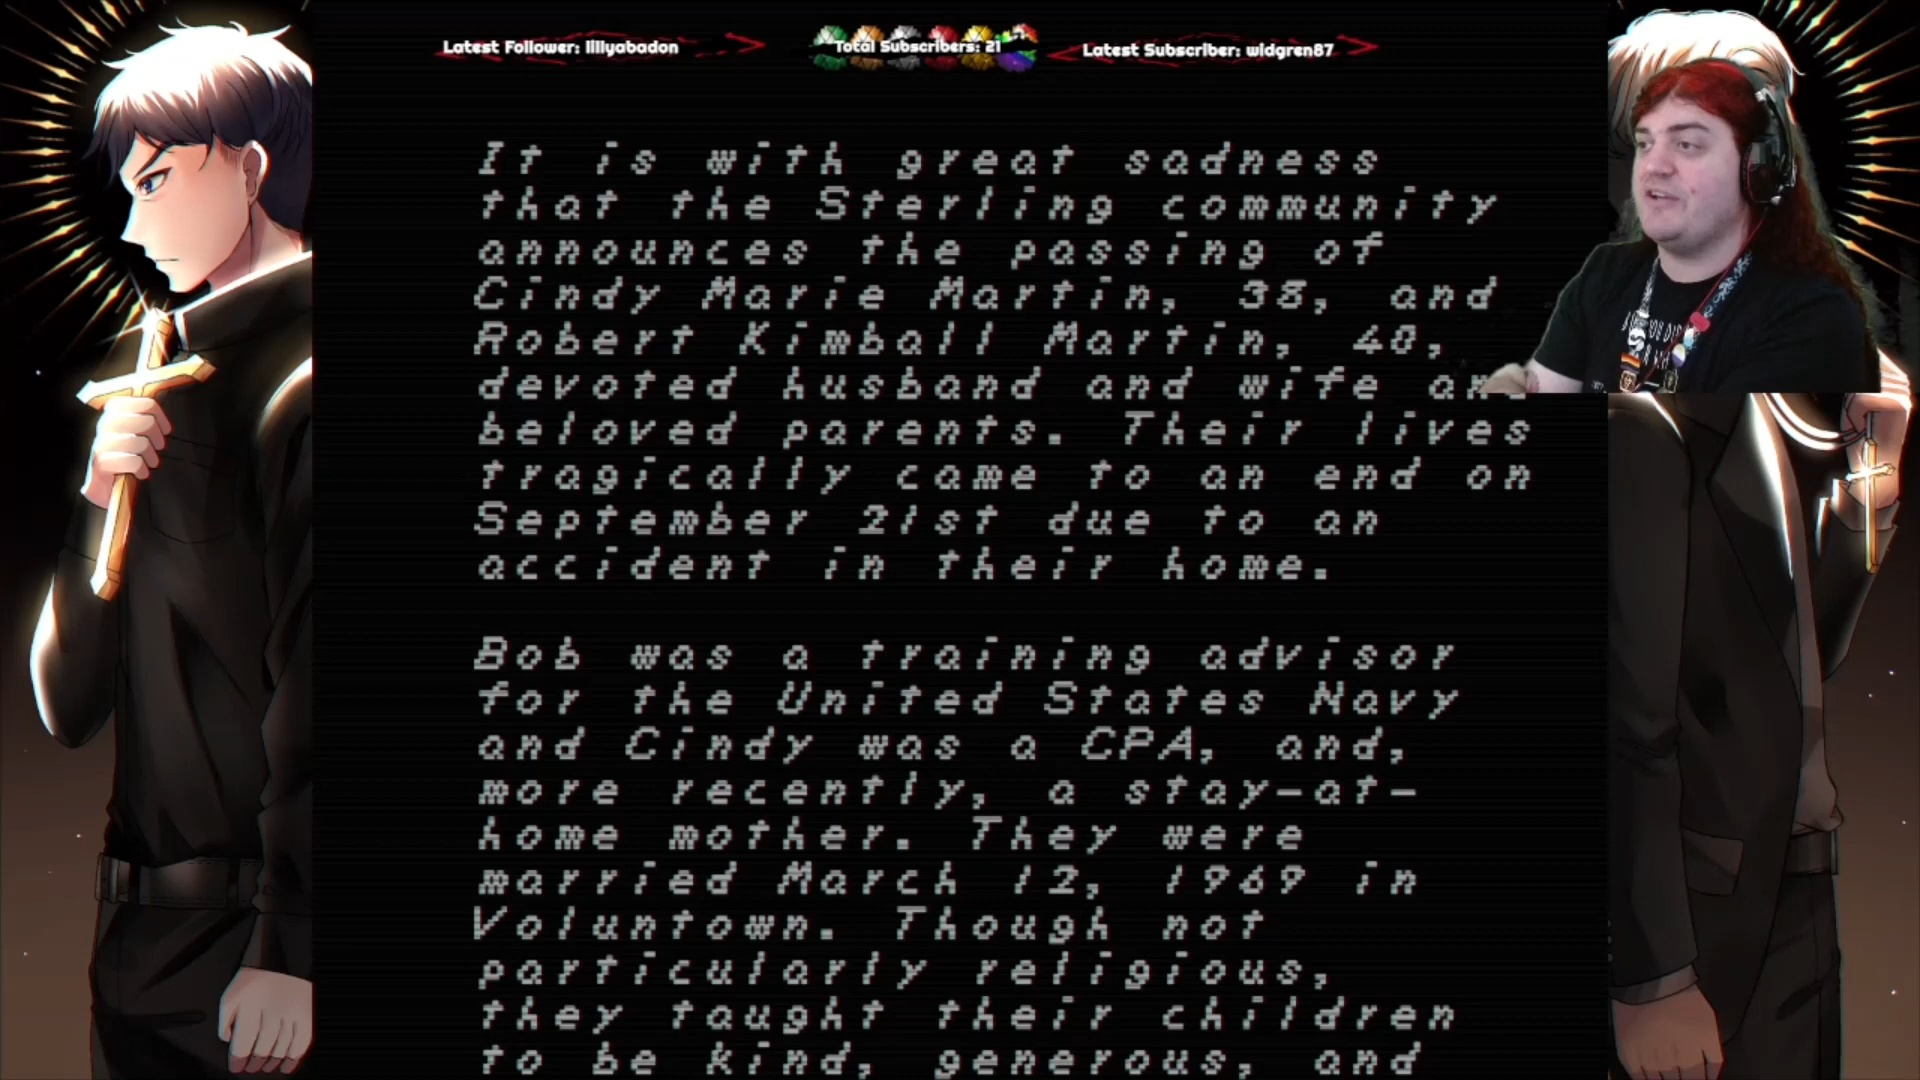 Latest Follower: lillyabadon
Total Subscribers: 21
Latest Subscriber: widgren87
It is with great sadness
that the Sterling community
announces the passing of
Cindy Marie Martin, 38, and
Robert Kimball Martin, 40,
devoted husband and wife and
beloved parents. Their lives
tragically came to an end on
September 21st due to an
accident in their home.
Bob was a training advisor
for the United States Navy
and Cindy was a CPA, and,
more recently, a stay-at-
home mother. They were
married March 12, 1969 in
Voluntown. Though not
particularly religious,
they taught their children
to be kind, generous, and